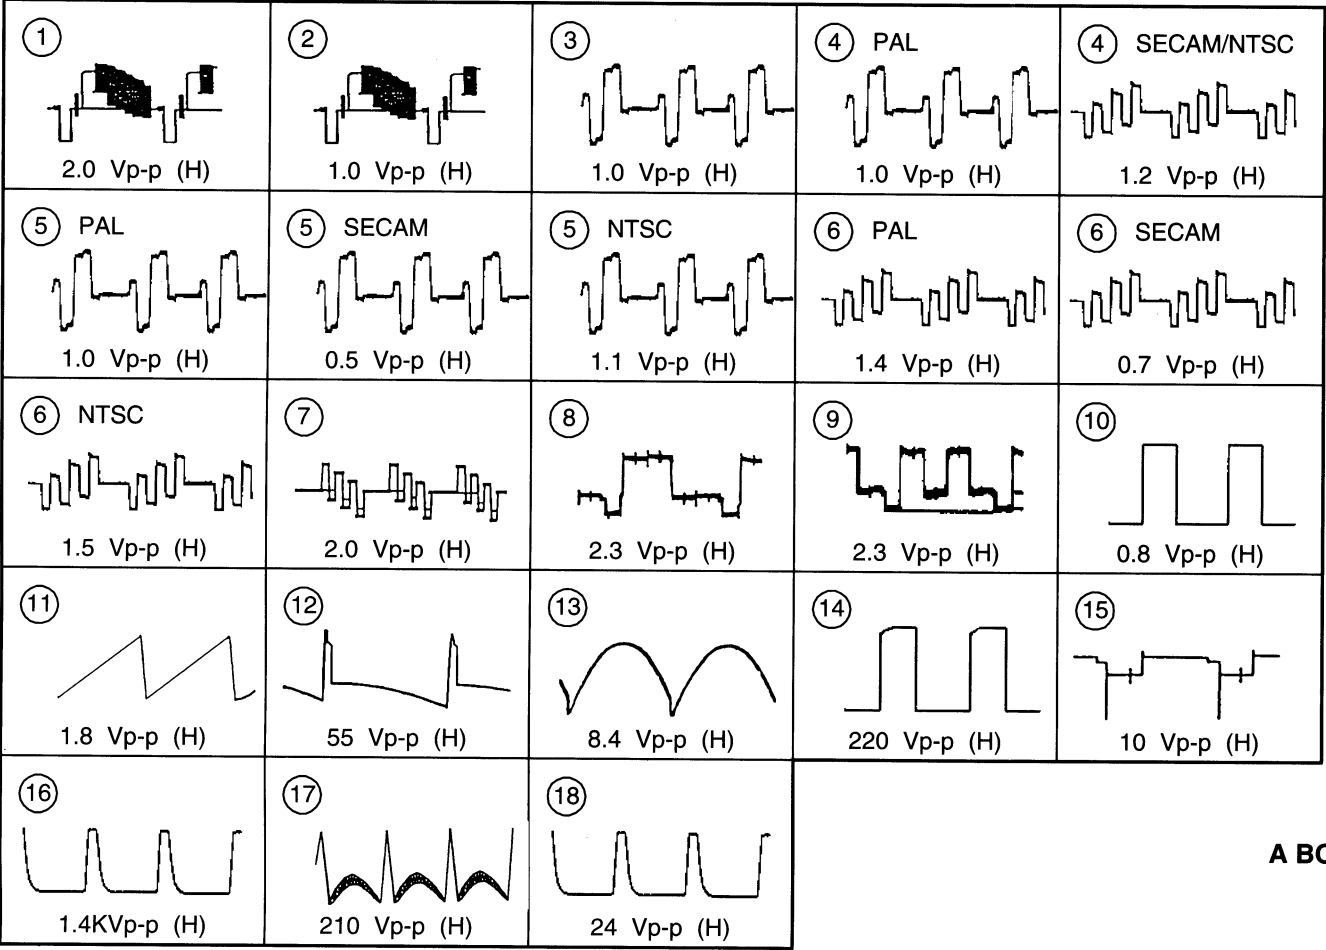 1
2.0 Vp-p (H)
2
1.0 Vp-p (H)
3
1.0 Vp-p (H)
4 PAL
1.0 Vp-p (H)
4 SECAM/NTSC
1.2 Vp-p (H)
5 PAL
1.0 Vp-p (H)
5 SECAM
0.5 Vp-p (H)
5 NTSC
1.1 Vp-p (H)
6 PAL
1.4 Vp-p (H)
6 SECAM
0.7 Vp-p (H)
6 NTSC
1.5 Vp-p (H)
7
2.0 Vp-p (H)
8
2.3 Vp-p (H)
9
2.3 Vp-p (H)
10
0.8 Vp-p (H)
11
1.8 Vp-p (H)
12
55 Vp-p (H)
13
8.4 Vp-p (H)
14
220 Vp-p (H)
15
10 Vp-p (H)
16
1.4KVp-p (H)
17
210 Vp-p (H)
18
24 Vp-p (H)
A